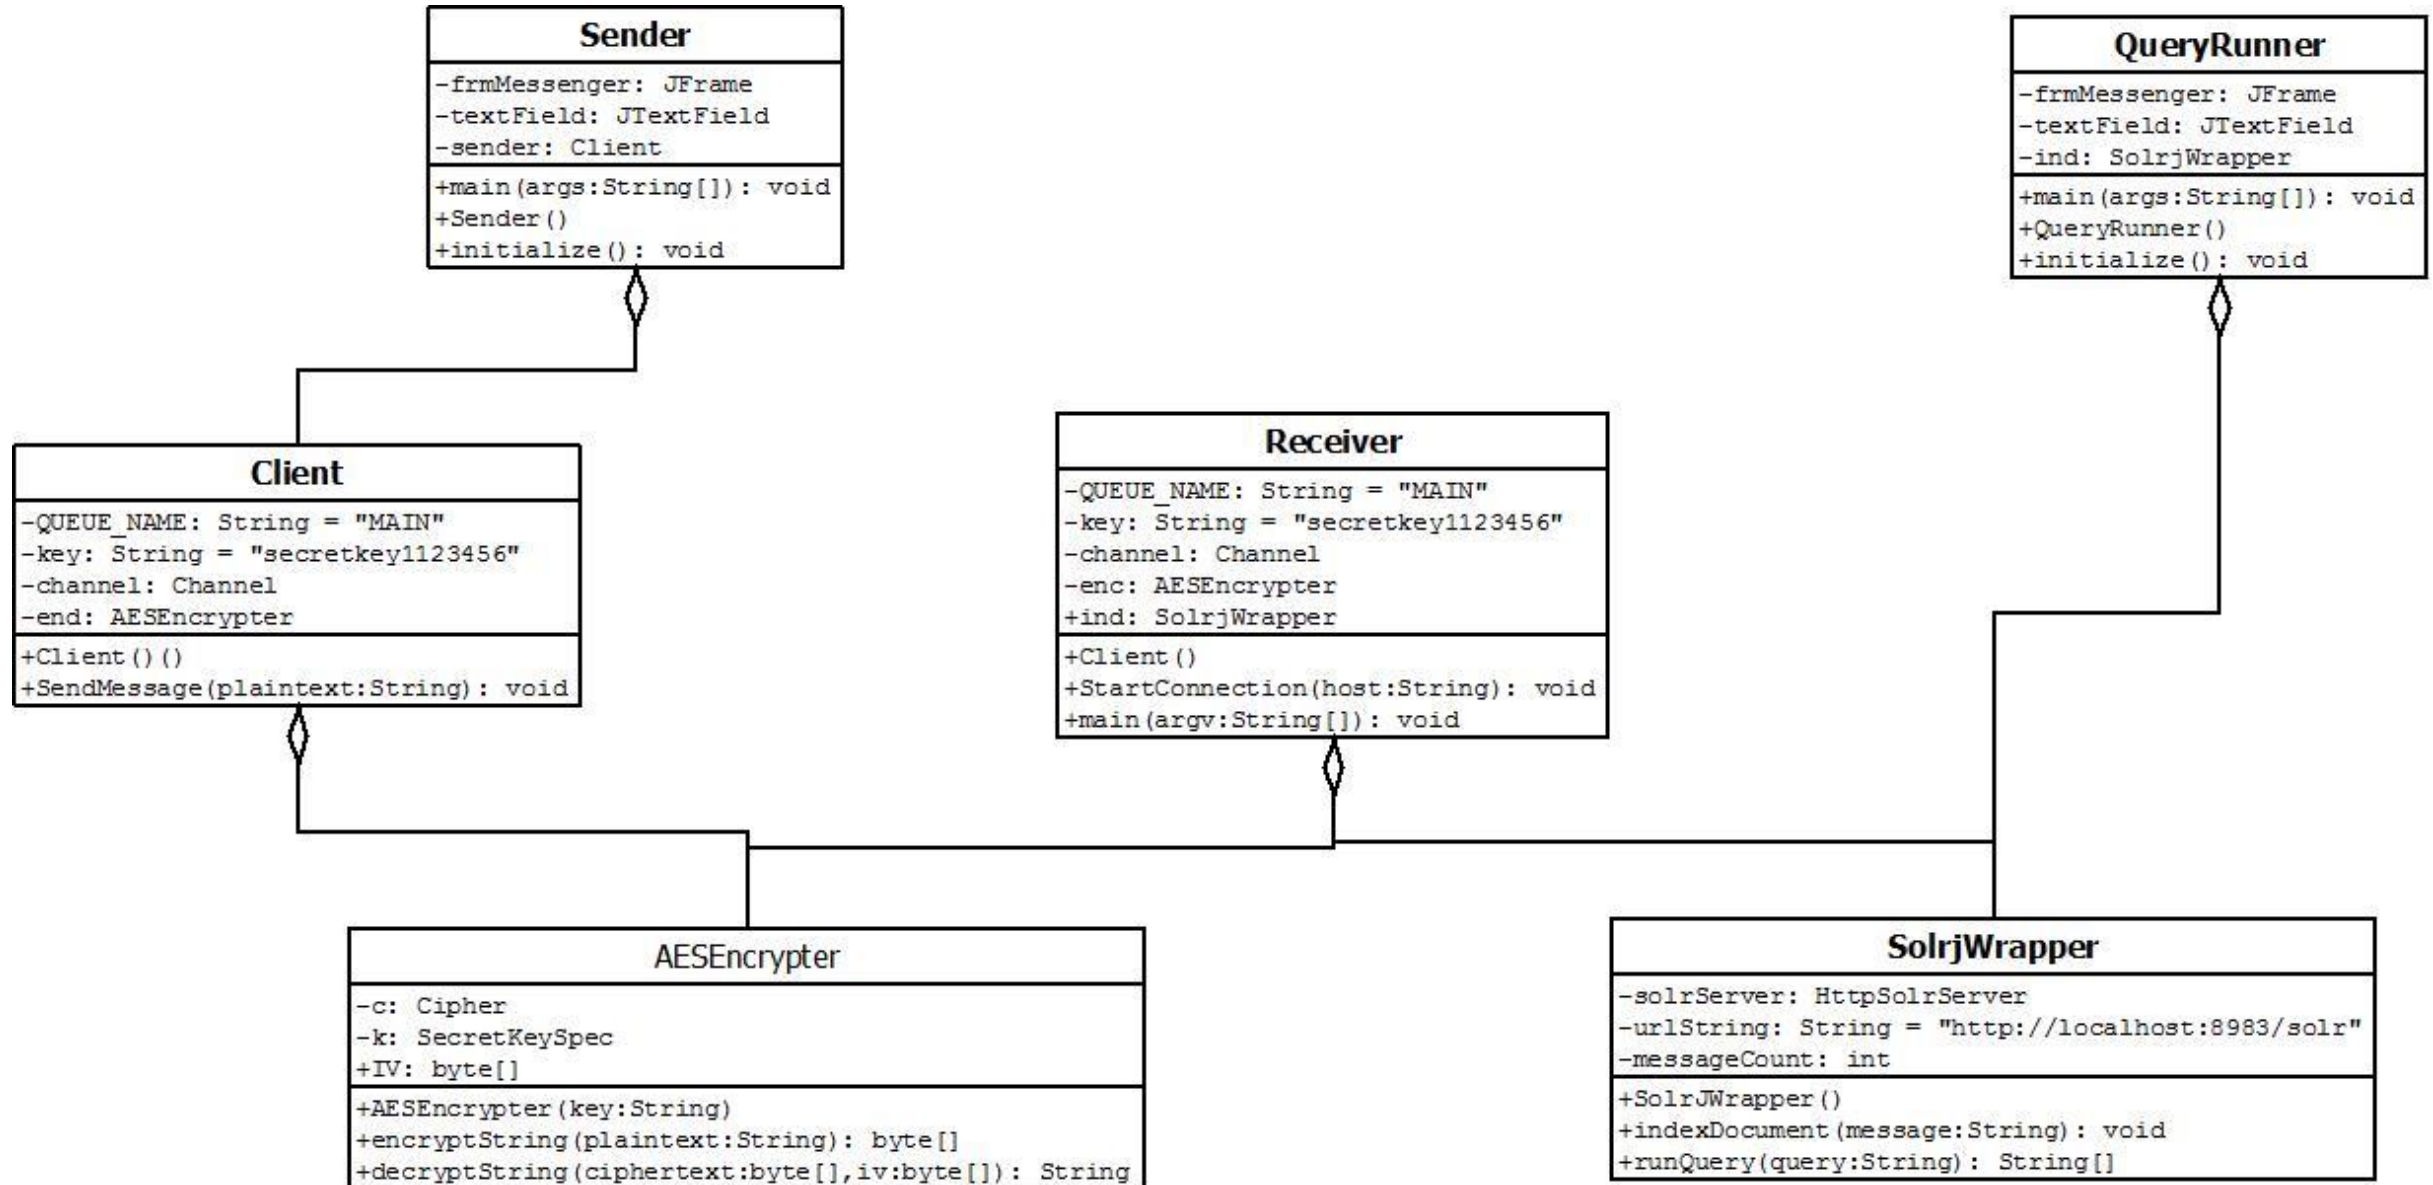 Sender
-frmMessenger: JFrame
-textField: JTextField
-sender: Client
+main(args:String[]): void
+Sender()
+initialize(): void
QueryRunner
-frmMessenger: JFrame
-textField: JTextField
-ind: SolrjWrapper
+main(args:String[]): void
+QueryRunner()
+initialize(): void
Client
-QUEUE_NAME: String = "MAIN"
-key: String = "secretkey1123456"
-channel: Channel
-end: AESEncrypter
+Client()()
+SendMessage(plaintext:String): void
Receiver
-QUEUE_NAME: String = "MAIN"
-key: String = "secretkey1123456"
-channel: Channel
-enc: AESEncrypter
+ind: SolrjWrapper
+Client()
+StartConnection(host:String): void
+main(argv:String[]): void
AESEncrypter
-c: Cipher
-k: SecretKeySpec
+IV: byte[]
+AESEncrypter(key:String)
+encryptString(plaintext:String): byte[]
+decryptString(ciphertext:byte[],iv:byte[]): String
SolrjWrapper
-solrServer: HttpSolrServer
-urlString: String = "http://localhost:8983/solr"
-messageCount: int
+SolrJWrapper()
+indexDocument(message:String): void
+runQuery(query:String): String[]